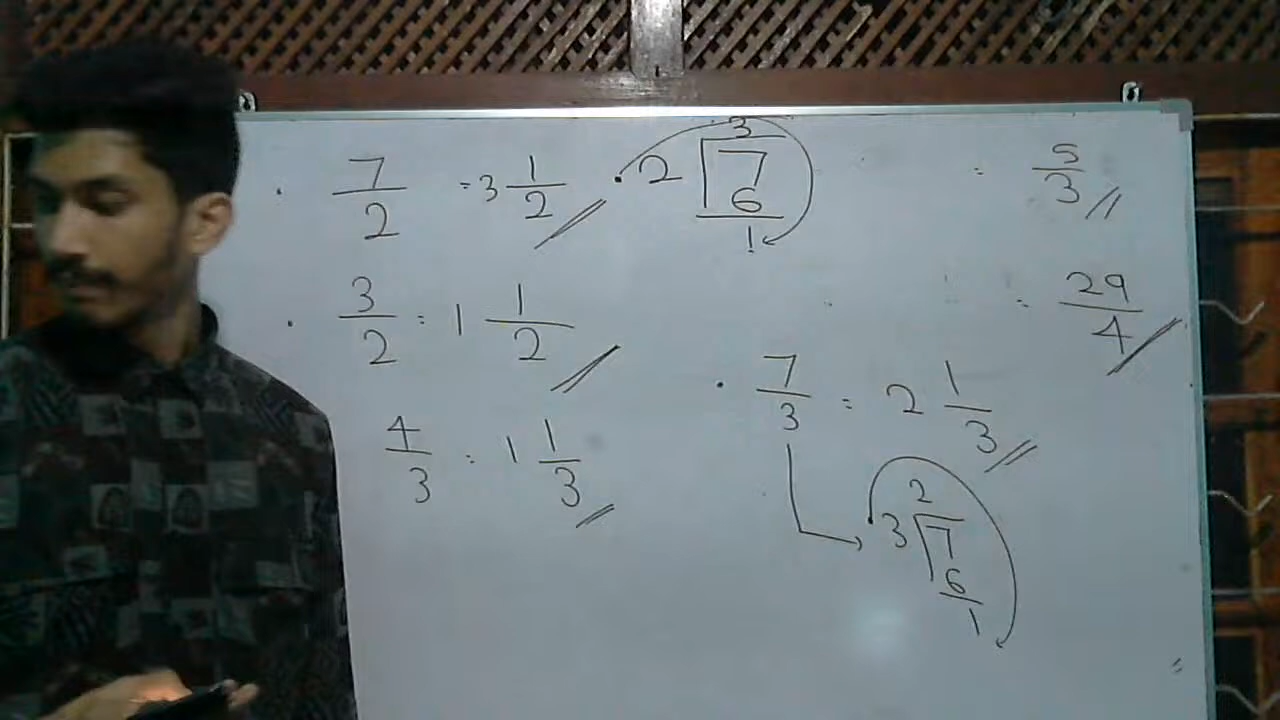 · 7/2 = 3 1/2
2 3
7
6
1
· 3/2 = 1 1/2
4/3 = 1 1/3
= 5/3
= 29/4
· 7/3 = 2 1/3
2
3 7
6
1
=